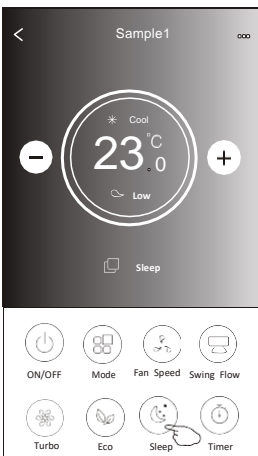 Sample1
Cool
23.0°C
Low
Sleep
ON/OFF Mode Fan Speed Swing Flow
Turbo Eco Sleep Timer